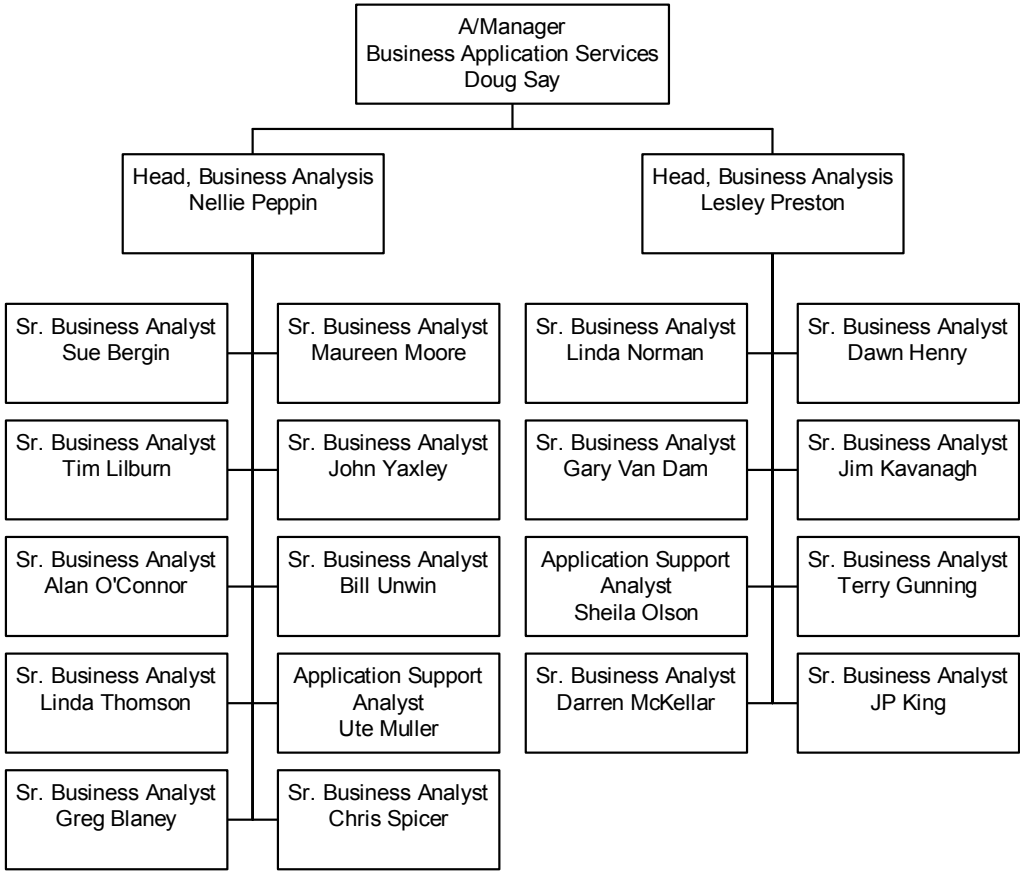 A/Manager
Business Application Services
Doug Say
Head, Business Analysis
Nellie Peppin
Head, Business Analysis
Lesley Preston
Sr. Business Analyst
Sue Bergin
Sr. Business Analyst
Maureen Moore
Sr. Business Analyst
Linda Norman
Sr. Business Analyst
Dawn Henry
Sr. Business Analyst
Tim Lilburn
Sr. Business Analyst
John Yaxley
Sr. Business Analyst
Gary Van Dam
Sr. Business Analyst
Jim Kavanagh
Sr. Business Analyst
Alan O'Connor
Sr. Business Analyst
Bill Unwin
Application Support
Analyst
Sheila Olson
Sr. Business Analyst
Terry Gunning
Sr. Business Analyst
Linda Thomson
Application Support
Analyst
Ute Muller
Sr. Business Analyst
Darren McKellar
Sr. Business Analyst
JP King
Sr. Business Analyst
Greg Blaney
Sr. Business Analyst
Chris Spicer